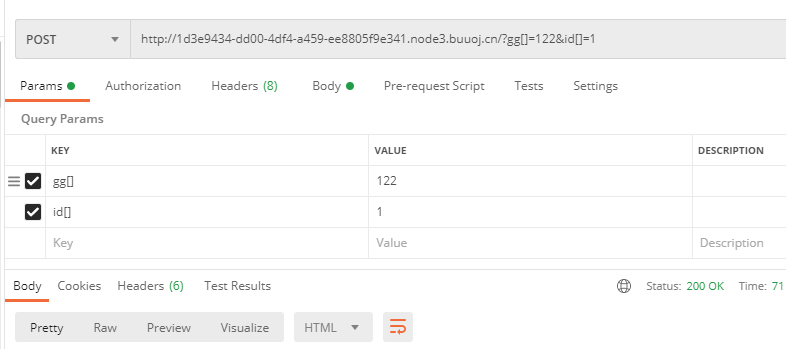 POST http://1d3e9434-dd00-4df4-a459-ee8805f9e341.node3.buuoj.cn/?gg[]=122&id[]=1
Params Authorization Headers (8) Body Pre-request Script Tests Settings
Query Params
KEY VALUE DESCRIPTION
gg[] 122
id[] 1
Key Value Description
Body Cookies Headers (6) Test Results Status: 200 OK Time: 71
Pretty Raw Preview Visualize HTML